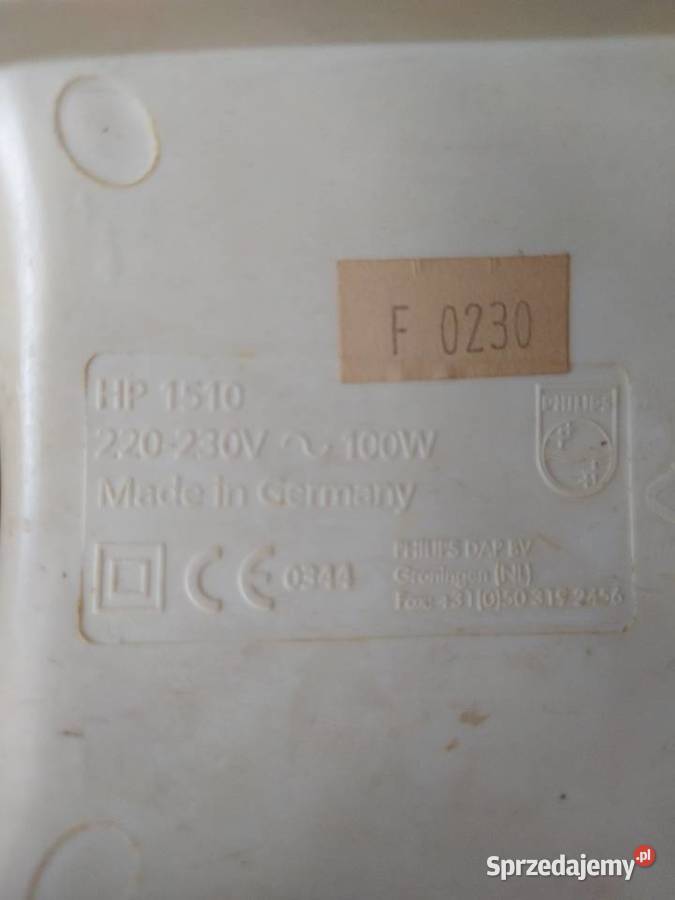 F 0230
HP 1510
220-230V ~ 100W
Made in Germany
PHILIPS
CE 0344
PHILIPS DAP BV
Groningen (NL)
Fax: +31(0)50 319 2456
Sprzedajemy.pl